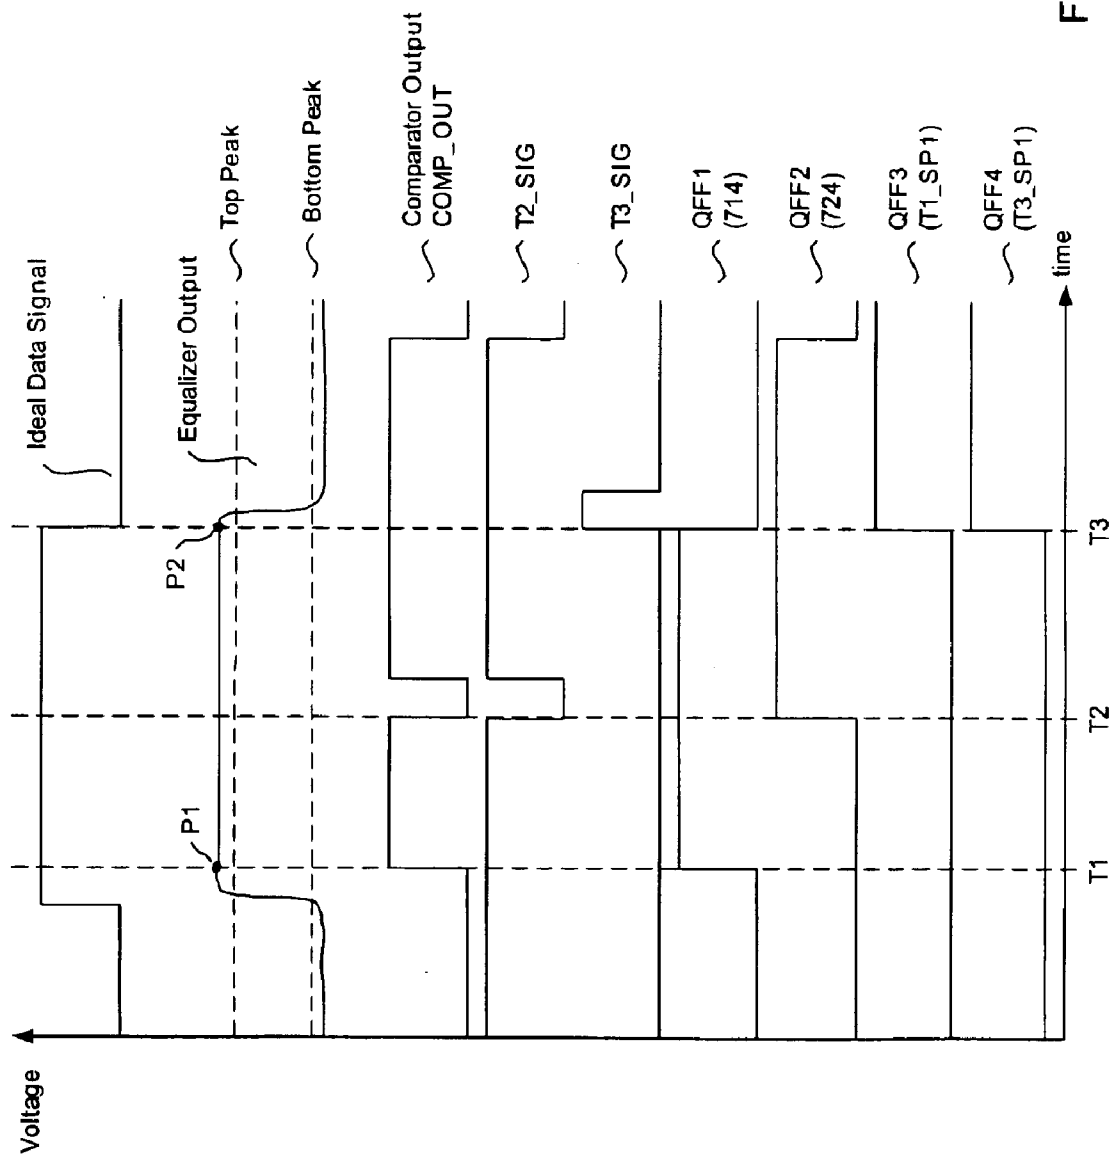 Voltage
Ideal Data Signal
Equalizer Output
Top Peak
Bottom Peak
P1
P2
Comparator Output
COMP_OUT
T2_SIG
T3_SIG
QFF1
(714)
QFF2
(724)
QFF3
(T1_SP1)
QFF4
(T3_SP1)
time
T1
T2
T3
F